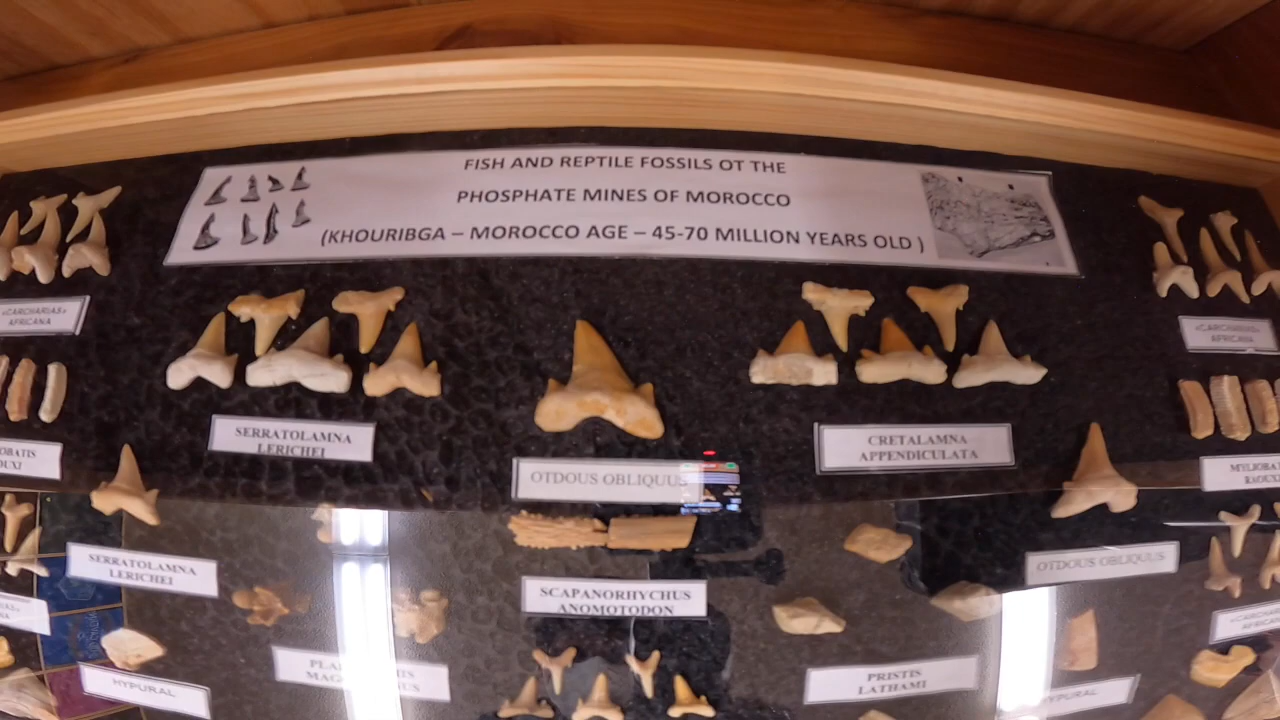 FISH AND REPTILE FOSSILS OT THE
PHOSPHATE MINES OF MOROCCO
(KHOURIBGA – MOROCCO AGE – 45-70 MILLION YEARS OLD )
«CARCHARIAS»
AFRICANA
«CARCHARIAS»
AFRICANA
SERRATOLAMNA
LERICHEI
OTDOUS OBLIQUUS
CRETALAMNA
APPENDICULATA
SERRATOLAMNA
LERICHEI
SCAPANORHYCHUS
ANOMOTODON
OTDOUS OBLIQUUS
HYPURAL
PRISTIS
LATHAMI